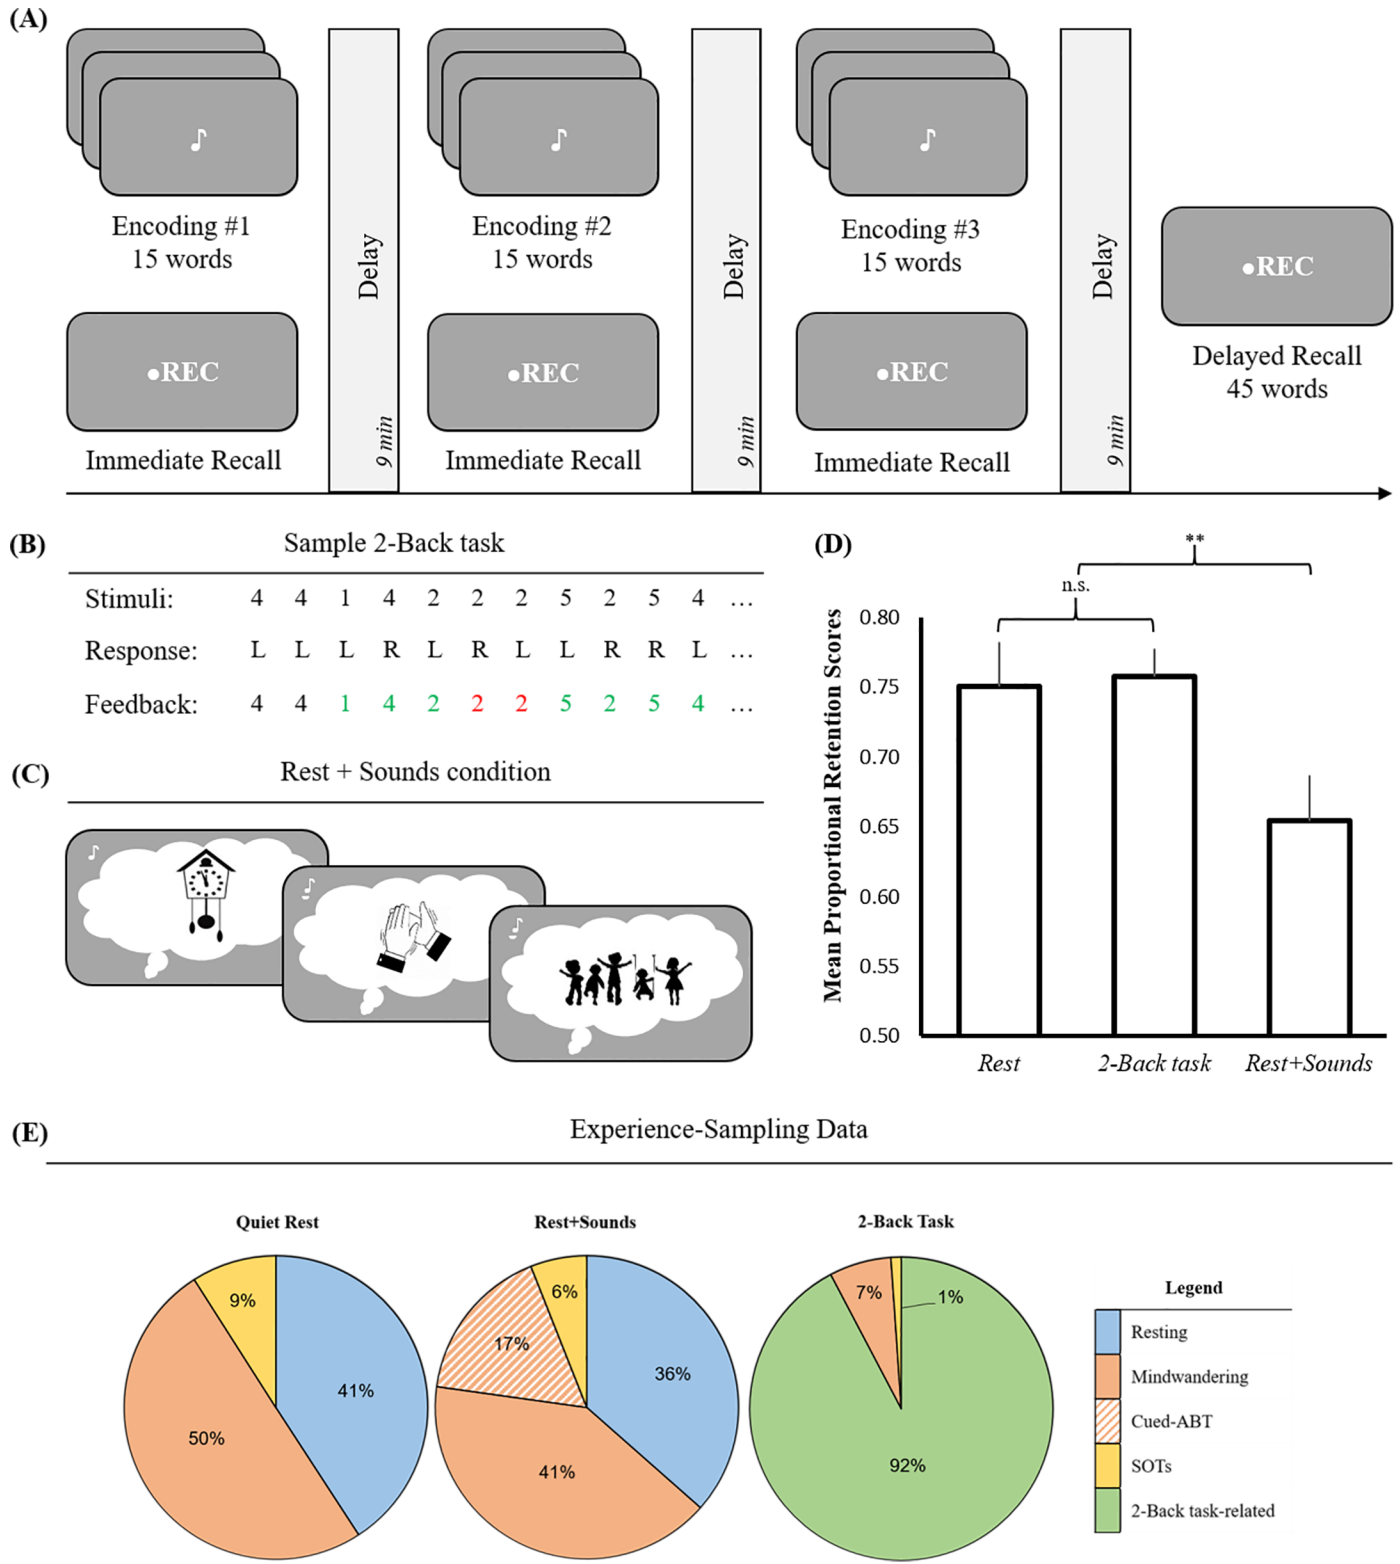 (A)
Encoding #1
15 words
●REC
Immediate Recall
Delay
9 min
Encoding #2
15 words
●REC
Immediate Recall
Delay
9 min
Encoding #3
15 words
●REC
Immediate Recall
Delay
9 min
●REC
Delayed Recall
45 words
(B)
Sample 2-Back task
Stimuli: 4 4 1 4 2 2 2 5 2 5 4 …
Response: L L L R L R L L R R L …
Feedback: 4 4 1 4 2 2 2 5 2 5 4 …
(C)
Rest + Sounds condition
(D)
**
n.s.
Mean Proportional Retention Scores
0.80
0.75
0.70
0.65
0.60
0.55
0.50
Rest 2-Back task Rest+Sounds
(E)
Experience-Sampling Data
Quiet Rest
9%
41%
50%
Rest+Sounds
6%
17%
36%
41%
2-Back Task
7%
1%
92%
Legend
Resting
Mindwandering
Cued-ABT
SOTs
2-Back task-related